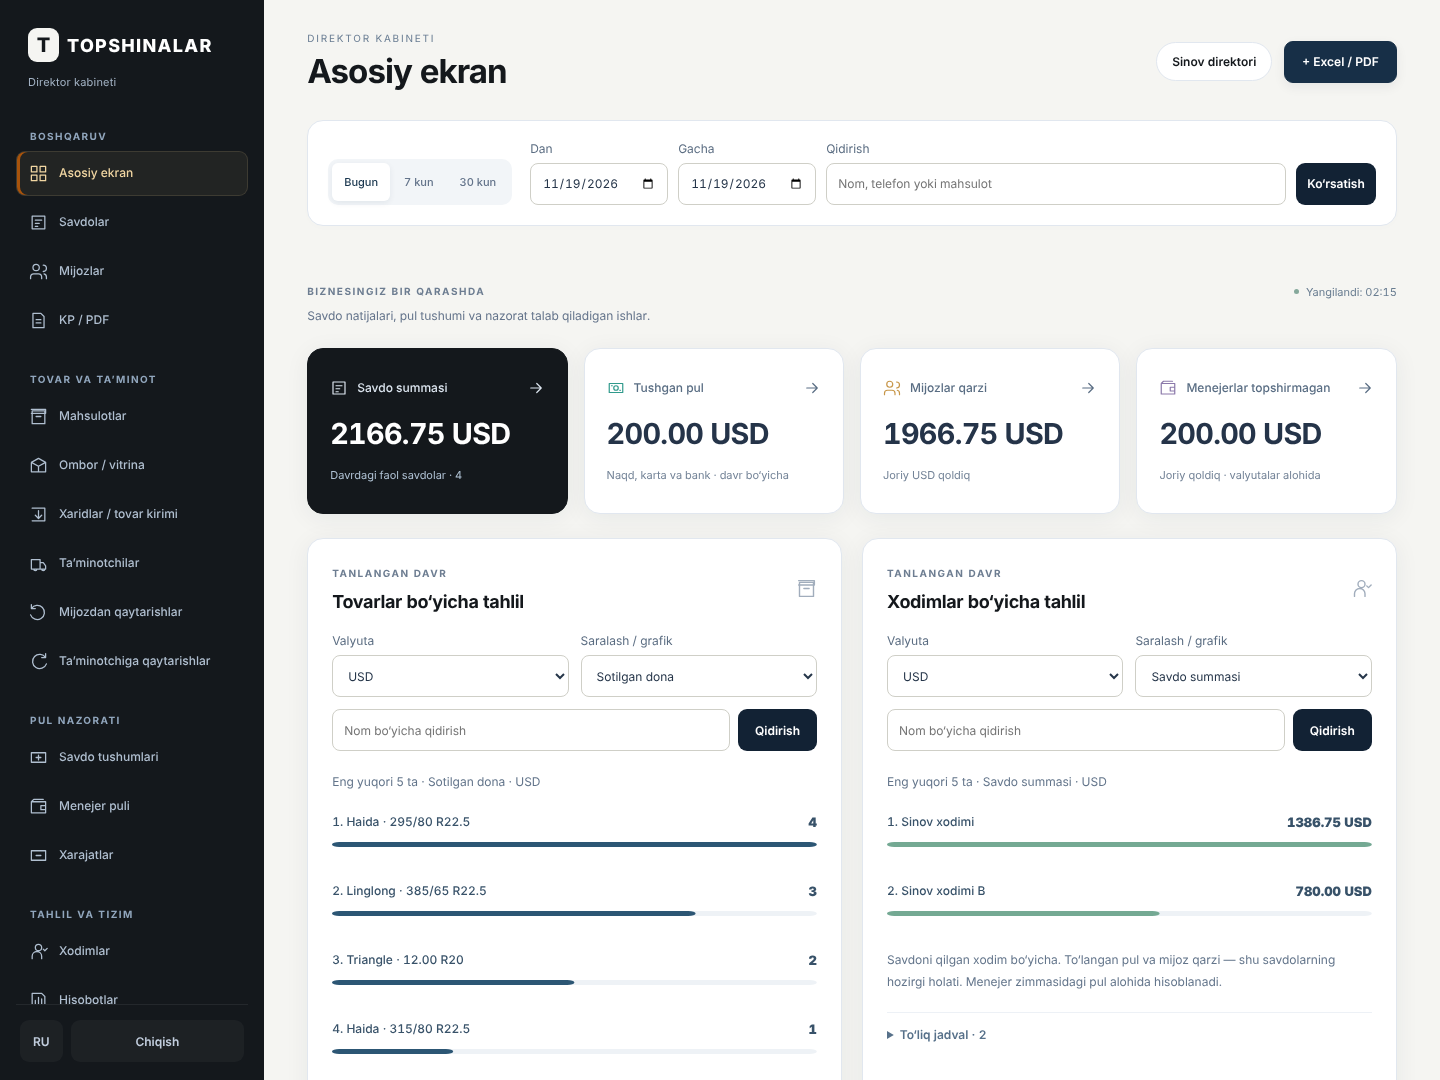 T TOPSHINALAR
Direktor kabineti
BOSHQARUV
Asosiy ekran
Savdolar
Mijozlar
KP / PDF
TOVAR VA TA’MINOT
Mahsulotlar
Ombor / vitrina
Xaridlar / tovar kirimi
Ta’minotchilar
Mijozdan qaytarishlar
Ta’minotchiga qaytarishlar
PUL NAZORATI
Savdo tushumlari
Menejer puli
Xarajatlar
TAHLIL VA TIZIM
Xodimlar
Hisobotlar
RU Chiqish
DIREKTOR KABINETI
Asosiy ekran
Sinov direktori + Excel / PDF
Dan Gacha Qidirish
Bugun 7 kun 30 kun 11/19/2026 11/19/2026 Nom, telefon yoki mahsulot Ko‘rsatish
BIZNESINGIZ BIR QARASHDA
Yangilandi: 02:15
Savdo natijalari, pul tushumi va nazorat talab qiladigan ishlar.
Savdo summasi
2166.75 USD
Davrdagi faol savdolar · 4
Tushgan pul
200.00 USD
Naqd, karta va bank · davr bo‘yicha
Mijozlar qarzi
1966.75 USD
Joriy USD qoldiq
Menejerlar topshirmagan
200.00 USD
Joriy qoldiq · valyutalar alohida
TANLANGAN DAVR
Tovarlar bo‘yicha tahlil
Valyuta Saralash / grafik
USD Sotilgan dona
Nom bo‘yicha qidirish Qidirish
Eng yuqori 5 ta · Sotilgan dona · USD
1. Haida · 295/80 R22.5 4
2. Linglong · 385/65 R22.5 3
3. Triangle · 12.00 R20 2
4. Haida · 315/80 R22.5 1
TANLANGAN DAVR
Xodimlar bo‘yicha tahlil
Valyuta Saralash / grafik
USD Savdo summasi
Nom bo‘yicha qidirish Qidirish
Eng yuqori 5 ta · Savdo summasi · USD
1. Sinov xodimi 1386.75 USD
2. Sinov xodimi B 780.00 USD
Savdoni qilgan xodim bo‘yicha. To‘langan pul va mijoz qarzi — shu savdolarning
hozirgi holati. Menejer zimmasidagi pul alohida hisoblanadi.
To‘liq jadval · 2